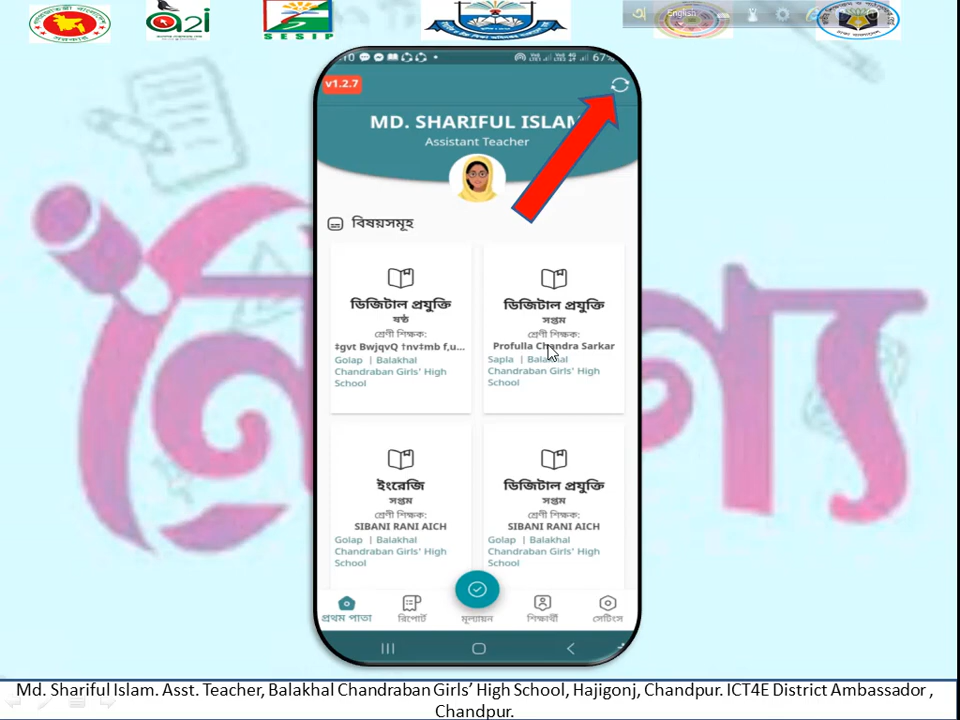 a2i
SESIP
English
67%
v1.2.7
MD. SHARIFUL ISLAM
Assistant Teacher
বিষয়সমূহ
ডিজিটাল প্রযুক্তি
ষষ্ঠ
শ্রেণী শিক্ষক:
‡gvt BwjqvQ †nv‡mb f‚u...
Golap | Balakhal
Chandraban Girls' High
School
ডিজিটাল প্রযুক্তি
সপ্তম
শ্রেণী শিক্ষক:
Profulla Chandra Sarkar
Sapla | Balakhal
Chandraban Girls' High
School
ইংরেজি
সপ্তম
শ্রেণী শিক্ষক:
SIBANI RANI AICH
Golap | Balakhal
Chandraban Girls' High
School
ডিজিটাল প্রযুক্তি
সপ্তম
শ্রেণী শিক্ষক:
SIBANI RANI AICH
Golap | Balakhal
Chandraban Girls' High
School
প্রথম পাতা
রিপোর্ট
মূল্যায়ন
শিক্ষার্থী
সেটিংস
Md. Shariful Islam. Asst. Teacher, Balakhal Chandraban Girls' High School, Hajigonj, Chandpur. ICT4E District Ambassador ,
Chandpur.